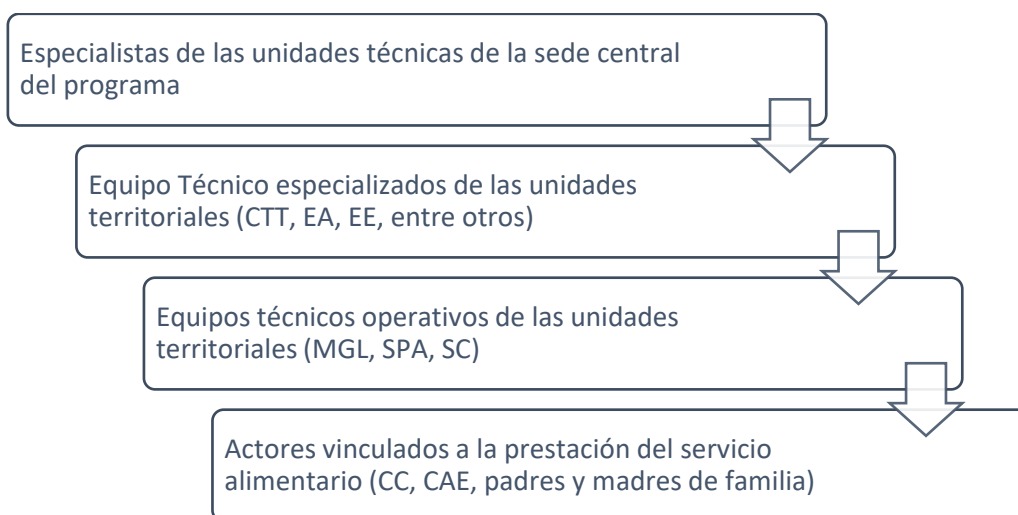 Especialistas de las unidades técnicas de la sede central
del programa
Equipo Técnico especializados de las unidades
territoriales (CTT, EA, EE, entre otros)
Equipos técnicos operativos de las unidades
territoriales (MGL, SPA, SC)
Actores vinculados a la prestación del servicio
alimentario (CC, CAE, padres y madres de familia)